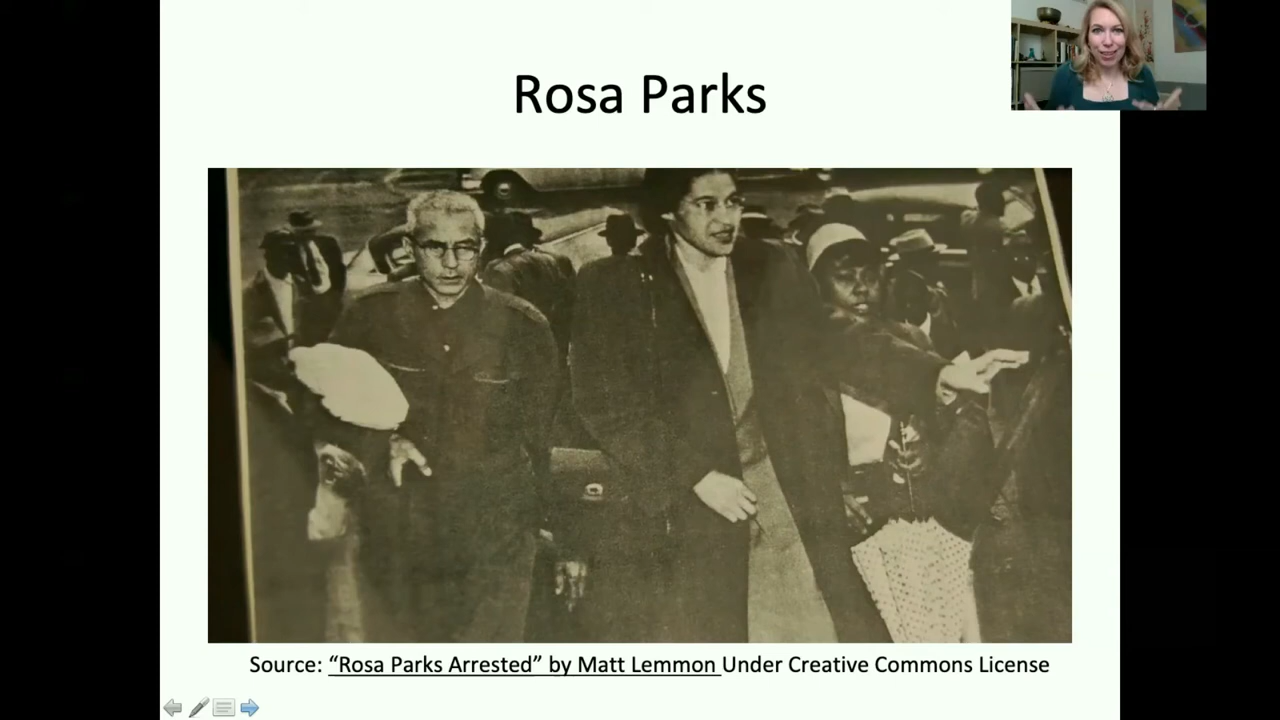 Rosa Parks
Source: “Rosa Parks Arrested” by Matt Lemmon Under Creative Commons License